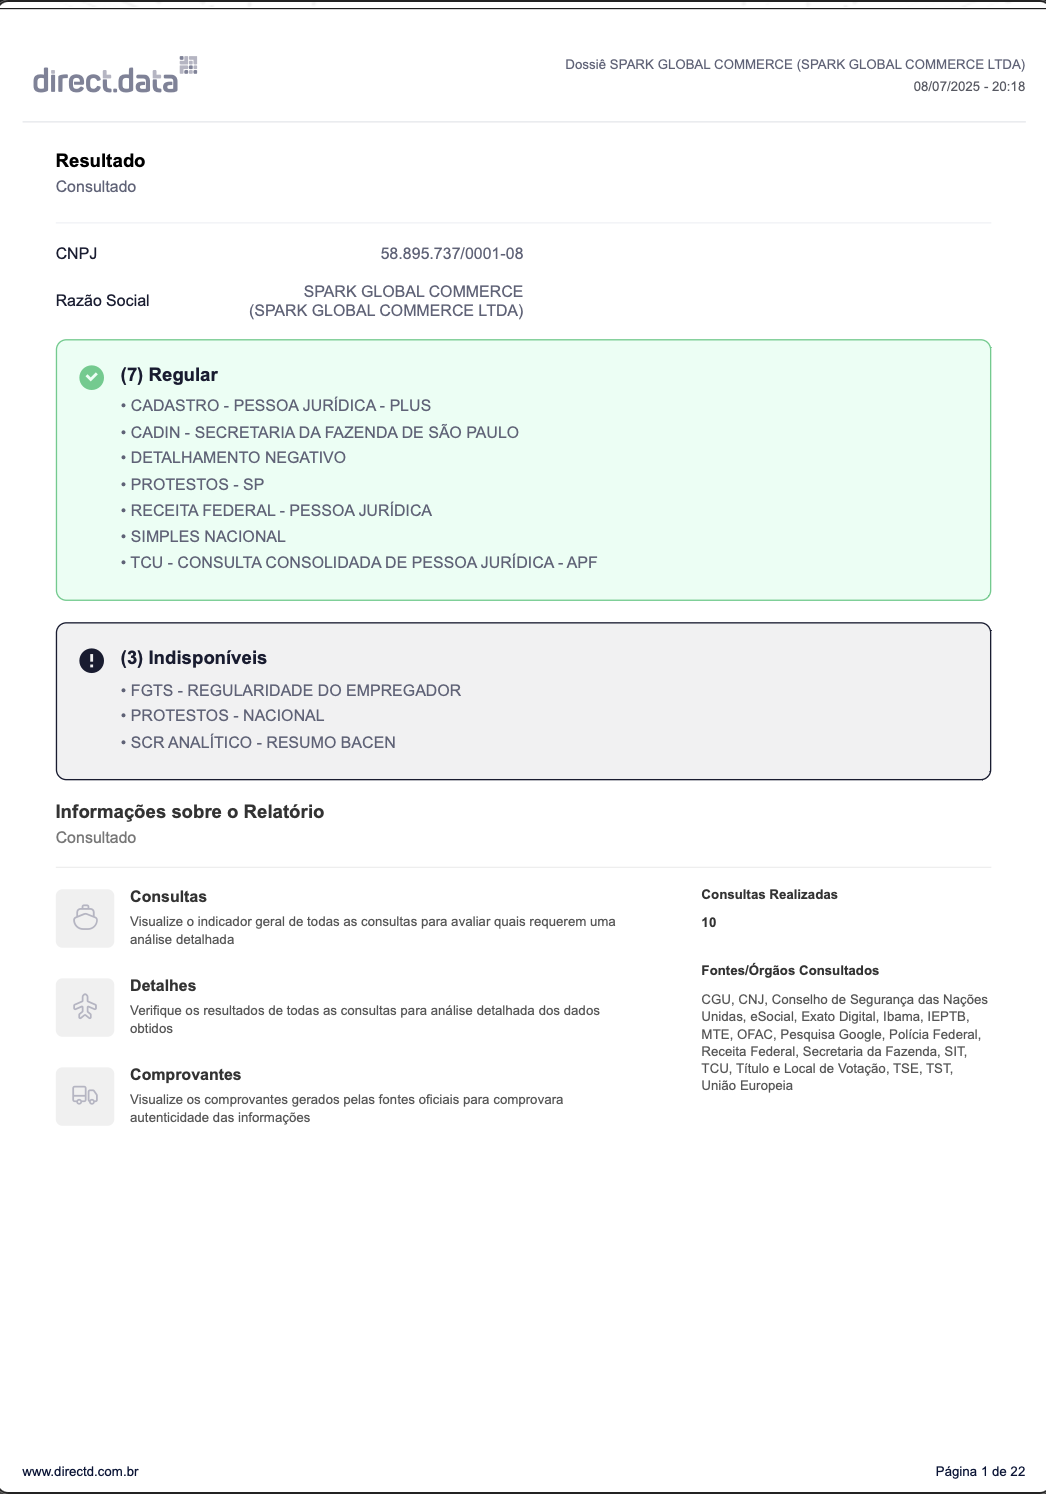 direct.data
Dossiê SPARK GLOBAL COMMERCE (SPARK GLOBAL COMMERCE LTDA)
08/07/2025 - 20:18
Resultado
Consultado
CNPJ 58.895.737/0001-08
Razão Social
SPARK GLOBAL COMMERCE
(SPARK GLOBAL COMMERCE LTDA)
(7) Regular
• CADASTRO - PESSOA JURÍDICA - PLUS
• CADIN - SECRETARIA DA FAZENDA DE SÃO PAULO
• DETALHAMENTO NEGATIVO
• PROTESTOS - SP
• RECEITA FEDERAL - PESSOA JURÍDICA
• SIMPLES NACIONAL
• TCU - CONSULTA CONSOLIDADA DE PESSOA JURÍDICA - APF
(3) Indisponíveis
• FGTS - REGULARIDADE DO EMPREGADOR
• PROTESTOS - NACIONAL
• SCR ANALÍTICO - RESUMO BACEN
Informações sobre o Relatório
Consultado
Consultas
Visualize o indicador geral de todas as consultas para avaliar quais requerem uma
análise detalhada
Detalhes
Verifique os resultados de todas as consultas para análise detalhada dos dados
obtidos
Comprovantes
Visualize os comprovantes gerados pelas fontes oficiais para comprovara
autenticidade das informações
Consultas Realizadas
10
Fontes/Órgãos Consultados
CGU, CNJ, Conselho de Segurança das Nações
Unidas, eSocial, Exato Digital, Ibama, IEPTB,
MTE, OFAC, Pesquisa Google, Polícia Federal,
Receita Federal, Secretaria da Fazenda, SIT,
TCU, Título e Local de Votação, TSE, TST,
União Europeia
www.directd.com.br
Página 1 de 22